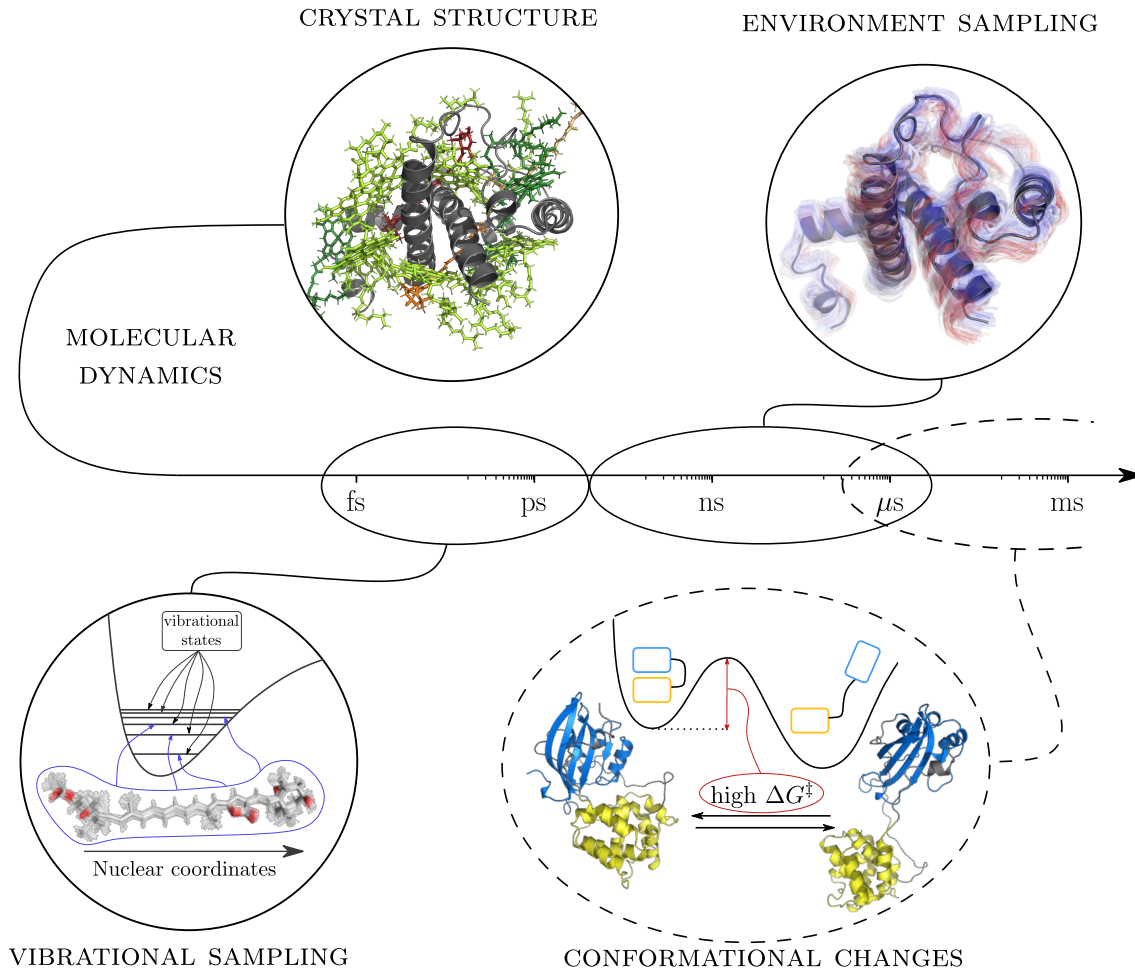 CRYSTAL STRUCTURE
ENVIRONMENT SAMPLING
MOLECULAR
DYNAMICS
fs
ps
ns
μs
ms
vibrational
states
high ΔG‡
Nuclear coordinates
VIBRATIONAL SAMPLING
CONFORMATIONAL CHANGES